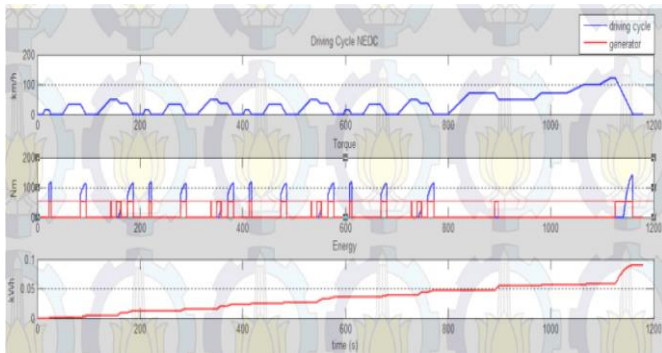 driving cycle
generator
Driving Cycle NEDC
200
100
0
km/h
0 200 400 600 800 1000 1200
Torque
2000
1000
0
Nm
0 200 400 600 800 1000 1200
Energy
0.1
0.05
0
kWh
0 200 400 600 800 1000 1200
time (s)